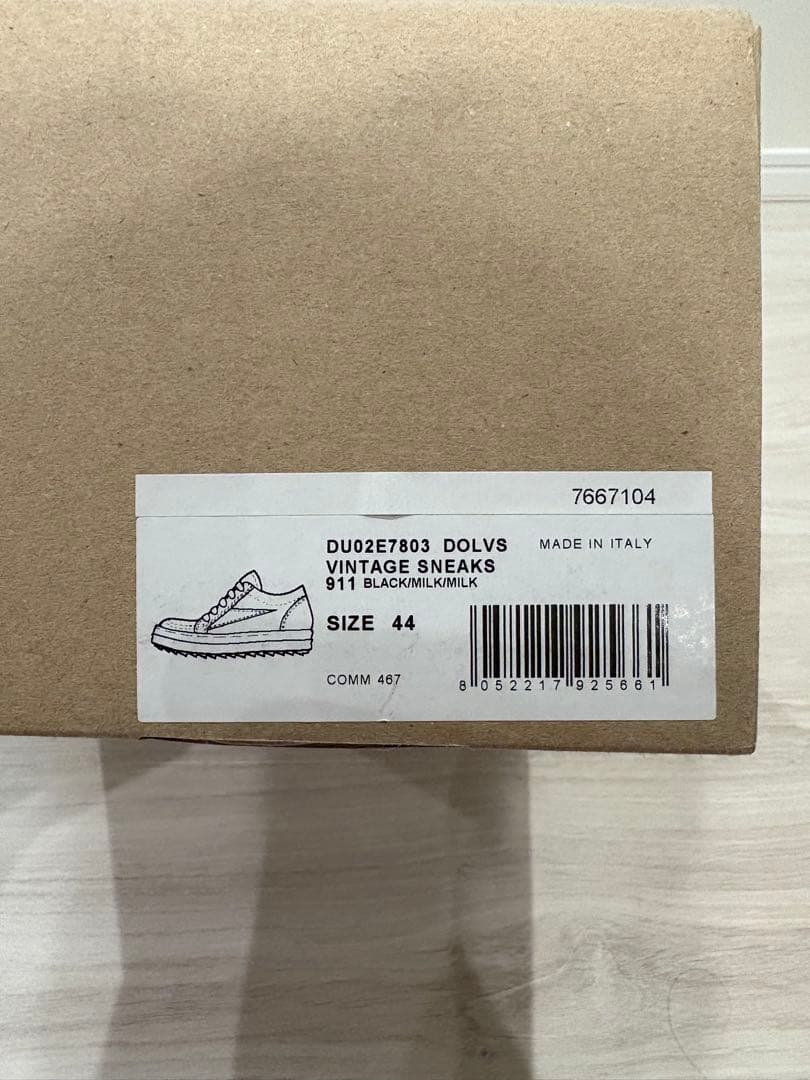 7667104
DU02E7803 DOLVS MADE IN ITALY
VINTAGE SNEAKS
911 BLACK/MILK/MILK
SIZE 44
COMM 467
8 052217 925661